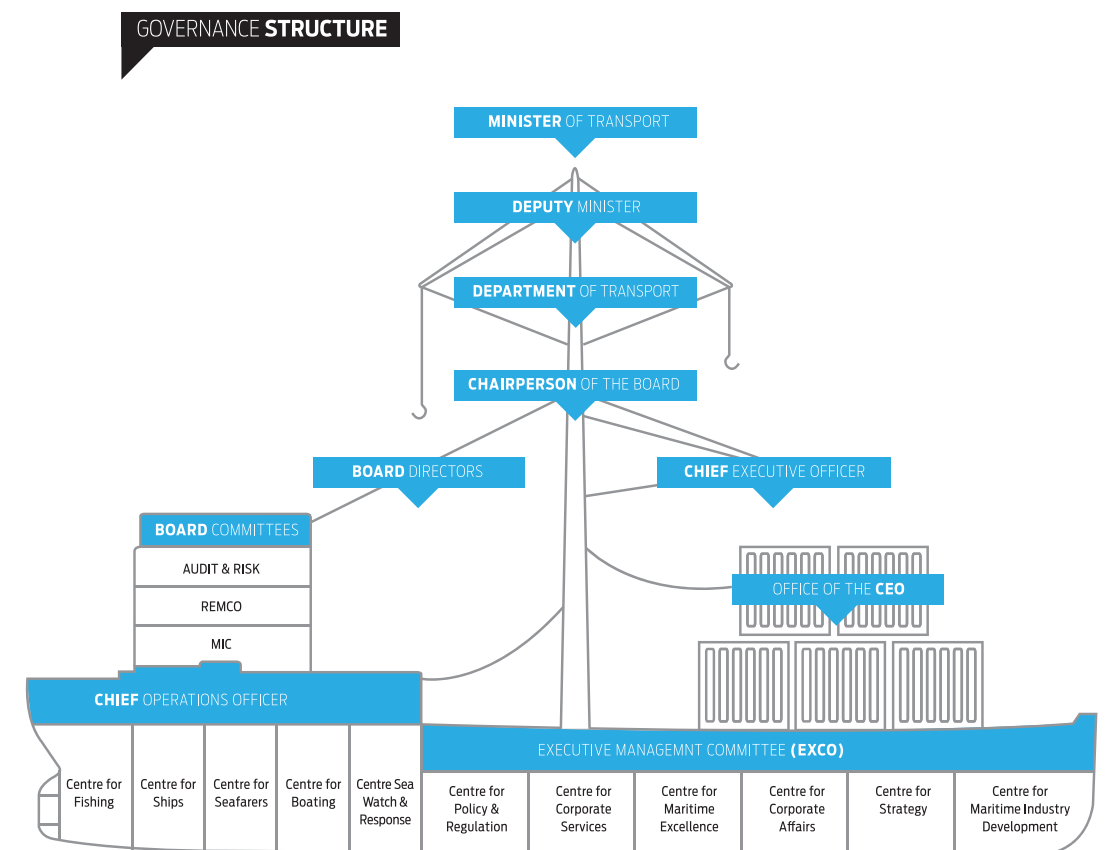 GOVERNANCE STRUCTURE
MINISTER OF TRANSPORT
DEPUTY MINISTER
DEPARTMENT OF TRANSPORT
CHAIRPERSON OF THE BOARD
BOARD DIRECTORS
CHIEF EXECUTIVE OFFICER
BOARD COMMITTEES
AUDIT & RISK
REMCO
MIC
OFFICE OF THE CEO
CHIEF OPERATIONS OFFICER
EXECUTIVE MANAGEMNT COMMITTEE (EXCO)
Centre for
Fishing
Centre for
Ships
Centre for
Seafarers
Centre for
Boating
Centre Sea
Watch &
Response
Centre for
Policy &
Regulation
Centre for
Corporate
Services
Centre for
Maritime
Excellence
Centre for
Corporate
Affairs
Centre for
Strategy
Centre for
Maritime Industry
Development